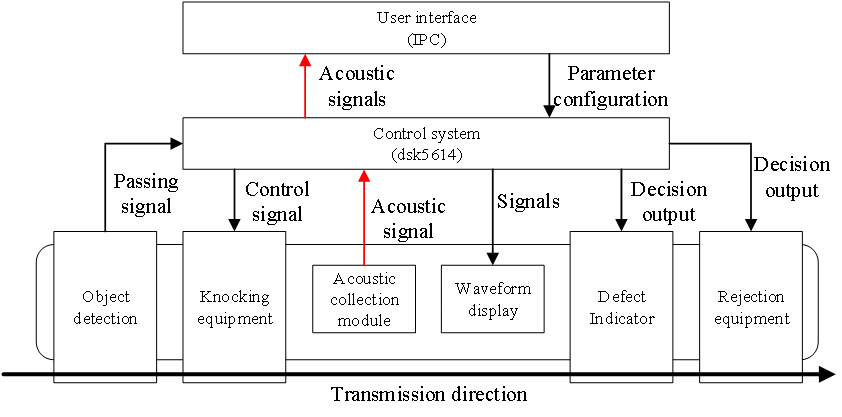 User interface
(IPC)
Acoustic
signals
Parameter
configuration
Control system
(dsk5614)
Passing
signal
Control
signal
Acoustic
signal
Signals
Decision
output
Decision
output
Object
detection
Knocking
equipment
Acoustic
collection
module
Waveform
display
Defect
Indicator
Rejection
equipment
Transmission direction